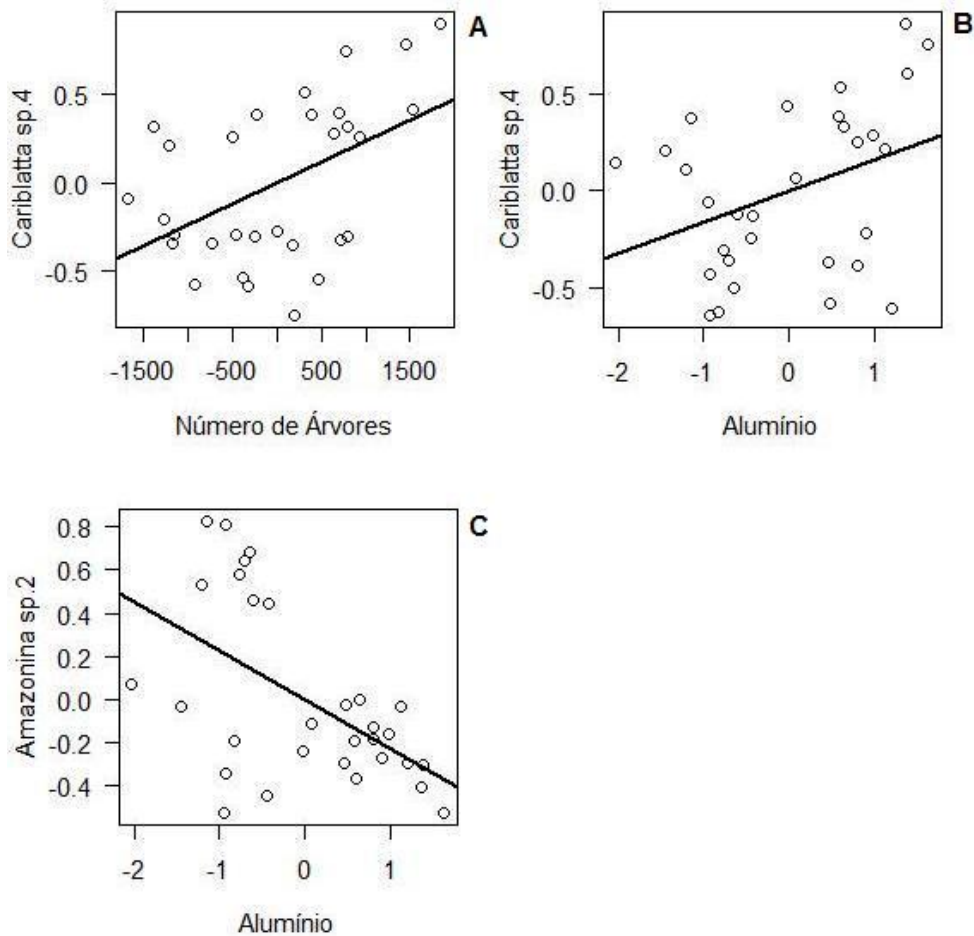 A
Cariblatta sp.4
0.5
0.0
-0.5
-1500 -500 500 1500
Número de Árvores
B
Cariblatta sp.4
0.5
0.0
-0.5
-2 -1 0 1
Alumínio
C
Amazonina sp.2
0.8
0.6
0.4
0.2
0.0
-0.2
-0.4
-2 -1 0 1
Alumínio